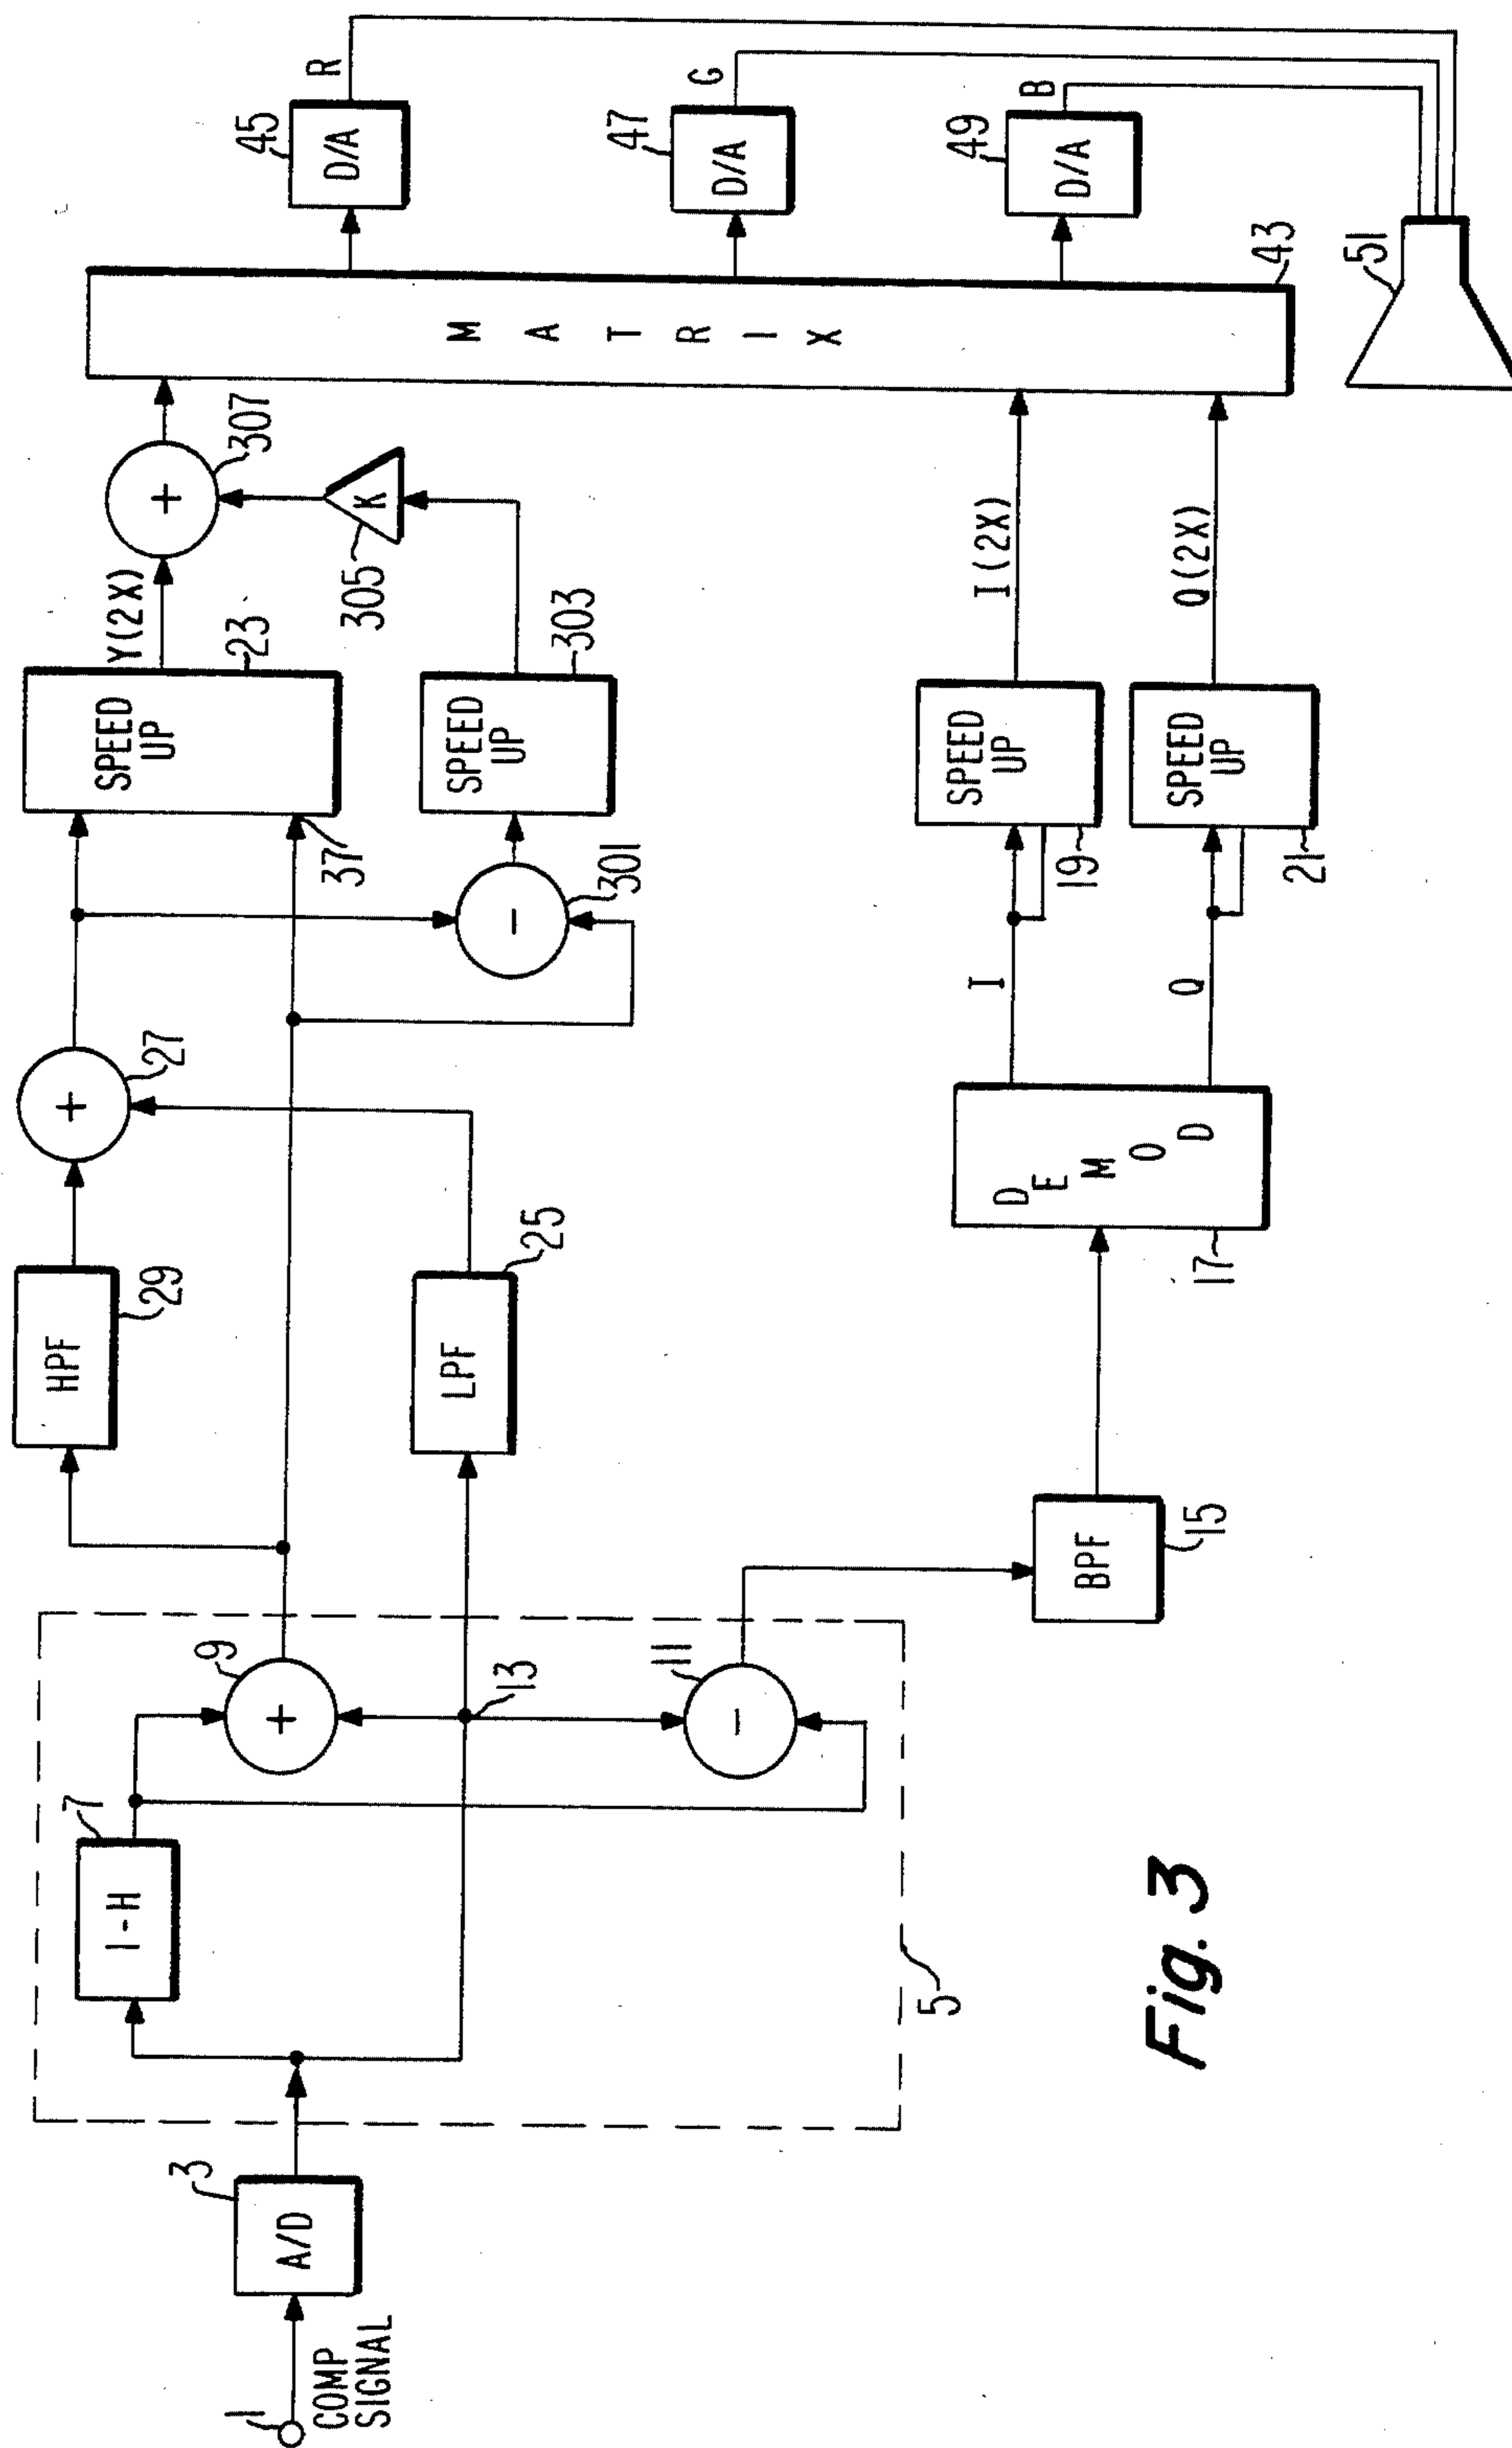 1
COMP
SIGNAL
3
A/D
5
7
1-H
9
+
13
11
-
HPF
29
LPF
25
BPF
15
+
27
D
E
M
O
D
17
I
Q
37
-
301
SPEED
UP
23
SPEED
UP
303
SPEED
UP
19
SPEED
UP
21
Y(2X)
+
307
K
305
I(2X)
Q(2X)
M
A
T
R
I
X
43
45
D/A
R
47
D/A
G
49
D/A
B
51
Fig. 3